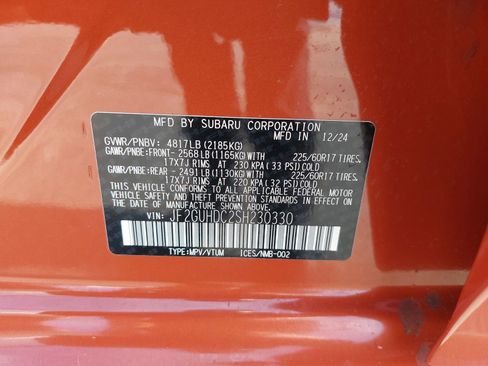 MFD BY SUBARU CORPORATION
MFD IN 12/24
GVWR/PNBV: 4817LB(2185KG)
GAWR/PNBE:FRONT-2568LB(1165KG)WITH 225/60R17 TIRES,
17X7J RIMS AT 230 KPA (33 PSI)COLD
GAWR/PNBE:REAR -2491LB(1130KG)WITH 225/60R17 TIRES,
17X7J RIMS AT 220 KPA (32 PSI)COLD
THIS VEHICLE CONFORMS TO ALL APPLICABLE FEDERAL MOTOR
VEHICLE SAFETY AND THEFT PREVENTION STANDARDS IN EFFECT
ON THE DATE OF MANUFACTURE SHOWN ABOVE.
VIN: JF2GUHDC2SH230330
TYPE:MPV/VTUM ICES/NMB-002